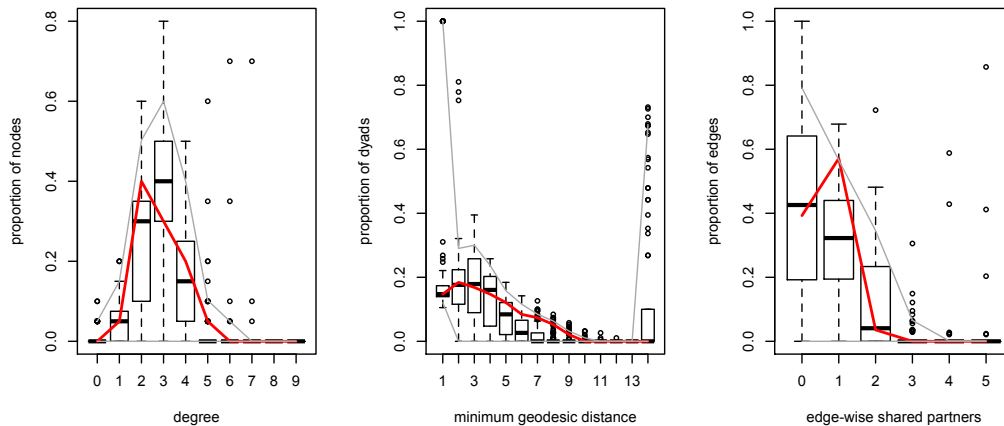 proportion of nodes
0.0 0.2 0.4 0.6 0.8
0 1 2 3 4 5 6 7 9
degree
proportion of dyads
0.0 0.2 0.4 0.6 0.8 1.0
1 3 5 7 9 11 13
minimum geodesic distance
proportion of edges
0.0 0.2 0.4 0.6 0.8 1.0
0 1 2 3 4 5
edge-wise shared partners